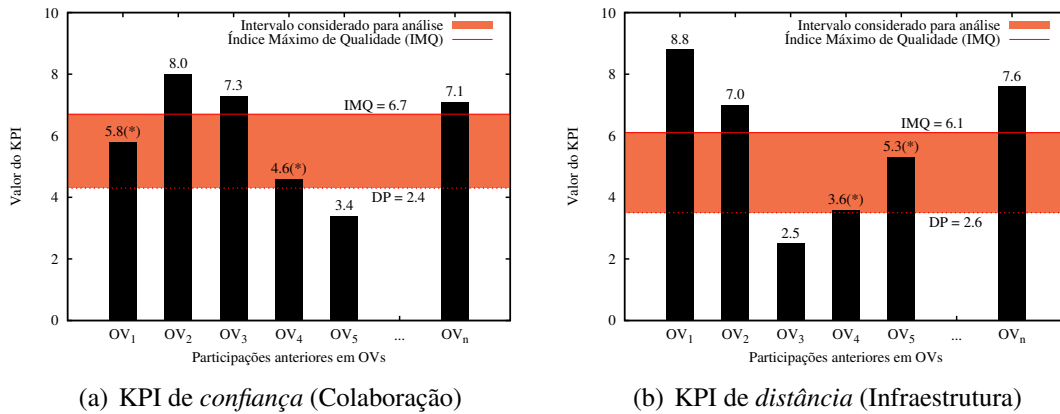 Intervalo considerado para análise
Índice Máximo de Qualidade (IMQ)
Valor do KPI
10
8
6
4
2
0
5.8(*)
8.0
7.3
4.6(*)
3.4
7.1
IMQ = 6.7
DP = 2.4
OV1 OV2 OV3 OV4 OV5 ... OVn
Participações anteriores em OVs
(a) KPI de confiança (Colaboração)
Intervalo considerado para análise
Índice Máximo de Qualidade (IMQ)
Valor do KPI
10
8
6
4
2
0
8.8
7.0
2.5
3.6(*)
5.3(*)
7.6
IMQ = 6.1
DP = 2.6
OV1 OV2 OV3 OV4 OV5 ... OVn
Participações anteriores em OVs
(b) KPI de distância (Infraestrutura)